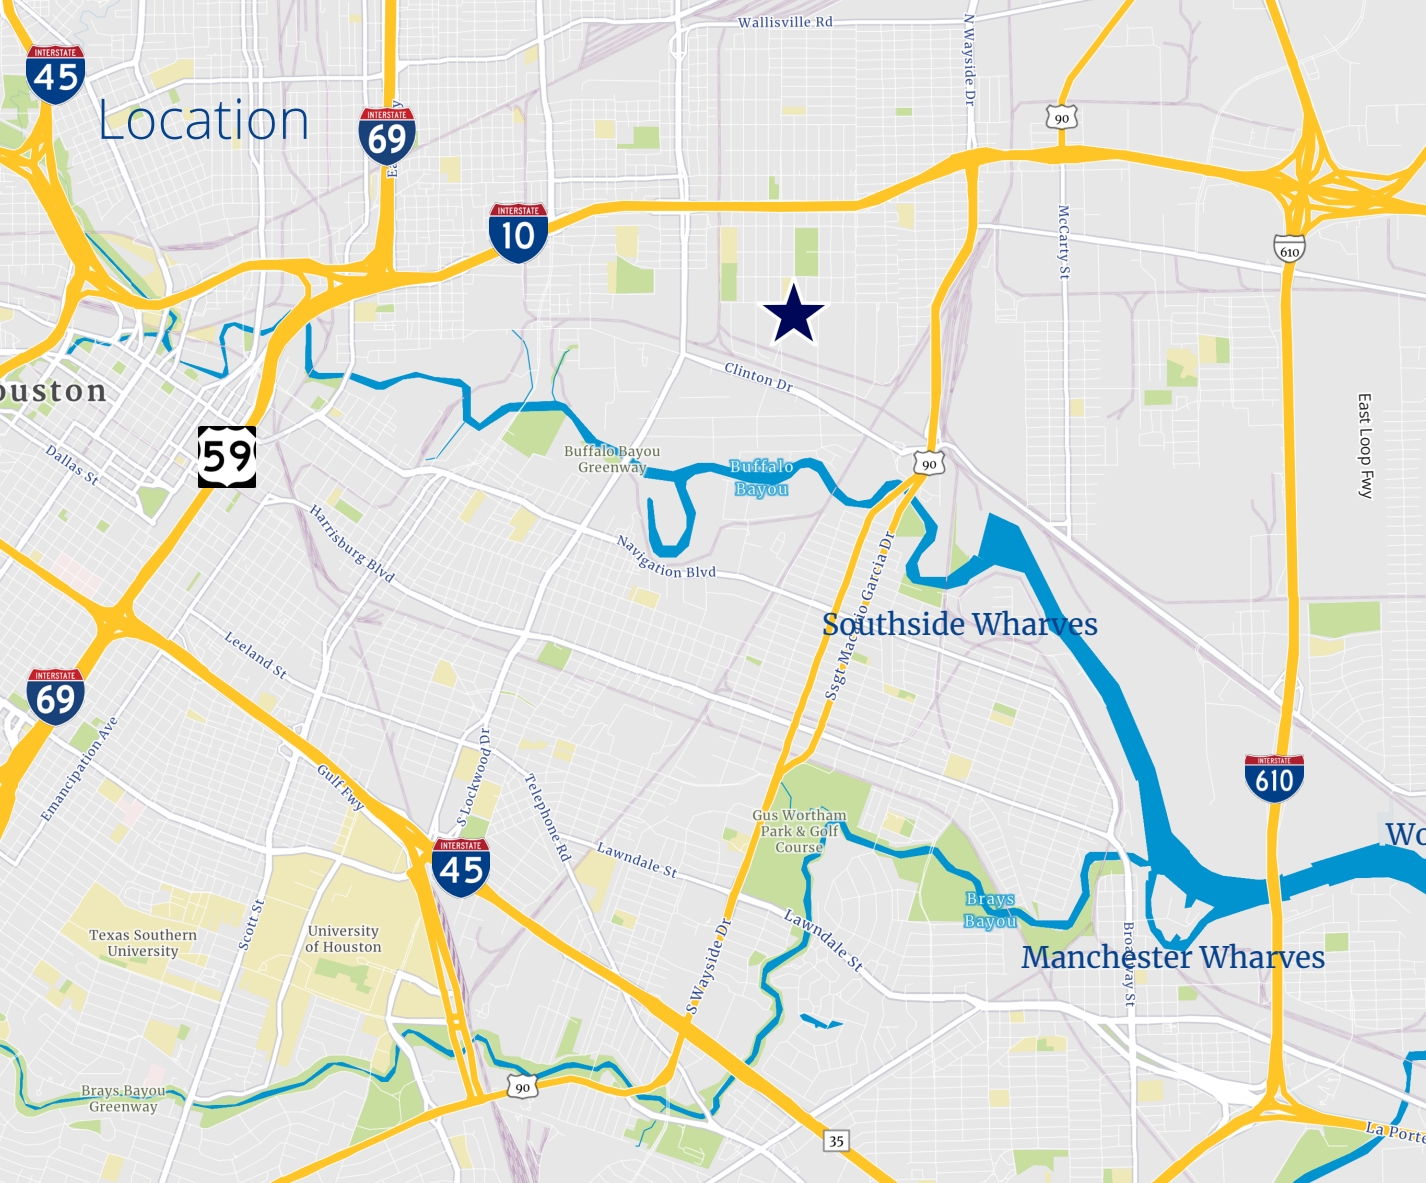 Wallisville Rd
N Wayside Dr
INTERSTATE
45
Location
INTERSTATE
69
90
INTERSTATE
10
McCarty St
610
ouston
Clinton Dr
East Loop Fwy
Dallas St
59
Buffalo Bayou
Greenway
Buffalo
Bayou
90
Harrisburg Blvd
Navigation Blvd
Ssgt Macario Garcia Dr
Southside Wharves
Leeland St
INTERSTATE
69
Emancipation Ave
Gulf Fwy
S Lockwood Dr
Telephone Rd
INTERSTATE
610
Gus Wortham
Park & Golf
Course
Wo
INTERSTATE
45
Lawndale St
Brays
Bayou
Scott St
Texas Southern
University
University
of Houston
S Wayside Dr
Lawndale St
Broadway St
Manchester Wharves
Brays Bayou
Greenway
90
35
La Porte